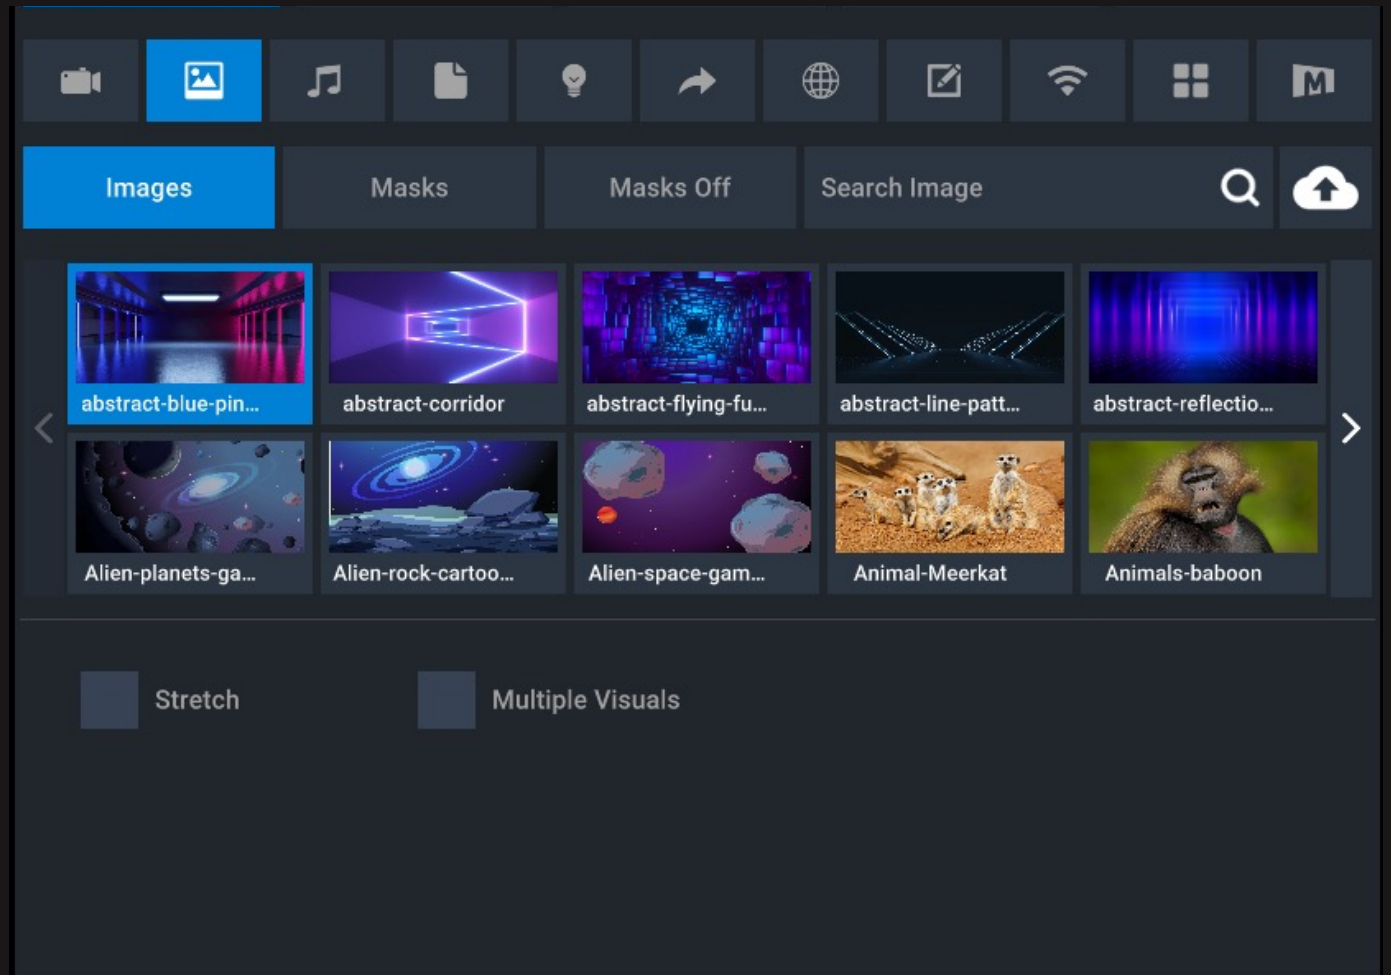 Images
Masks
Masks Off
Search Image
abstract-blue-pin...
abstract-corridor
abstract-flying-fu...
abstract-line-patt...
abstract-reflectio...
Alien-planets-ga...
Alien-rock-cartoo...
Alien-space-gam...
Animal-Meerkat
Animals-baboon
Stretch
Multiple Visuals